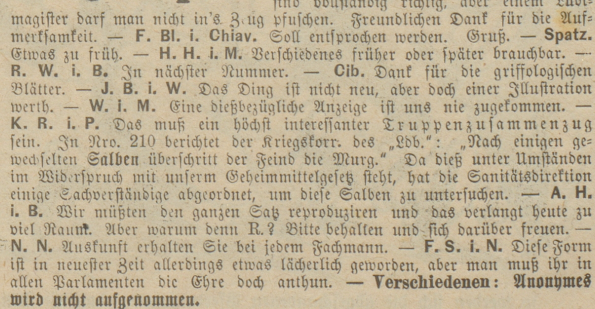 sind vollständig richtig, aber einem Ludi-
magister darf man nicht in's Zeug pfuschen. Freundlichen Dank für die Auf-
merksamkeit. — F. Bl. i. Chiav. Soll entsprochen werden. Gruß. — Spatz.
Etwas zu früh. — H. H. i. M. Verschiedenes früher oder später brauchbar. —
R. W. i. B. In nächster Nummer. — Cib. Dank für die griffologischen
Blätter. — J. B. i. W. Das Ding ist nicht neu, aber doch einer Illustration
werth. — W. i. M. Eine dießbezügliche Anzeige ist uns nie zugekommen. —
K. R. i. P. Das muß ein höchst interessanter Truppenzusammenzug
sein. In Nro. 210 berichtet der Kriegskorr. des „Ldb.“: „Nach einigen ge-
wechselten Salben überschritt der Feind die Murg.“ Da dieß unter Umständen
im Widerspruch mit unserm Geheimmittelgesetz steht, hat die Sanitätsdirektion
einige Sachverständige abgeordnet, um diese Salben zu untersuchen. — A. H.
i. B. Wir müßten den ganzen Satz reproduziren und das verlangt heute zu
viel Raum. Aber warum denn R.? Bitte behalten und sich darüber freuen. —
N. N. Auskunft erhalten Sie bei jedem Fachmann. — F. S. i. N. Diese Form
ist in neuester Zeit allerdings etwas lächerlich geworden, aber man muß ihr in
allen Parlamenten die Ehre doch anthun. — Verschiedenen: Anonymes
wird nicht aufgenommen.